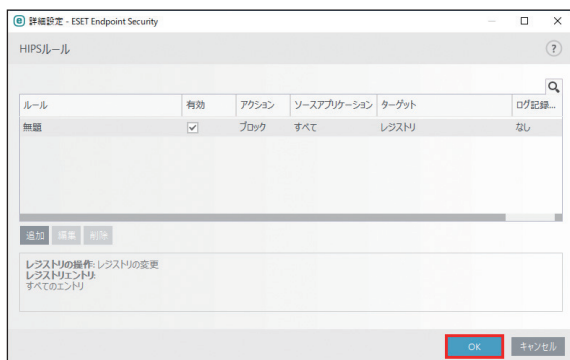 詳細設定 - ESET Endpoint Security
HIPSルール
?
ルール 有効 アクション ソースアプリケーション ターゲット ログ記録...
無題 ブロック すべて レジストリ なし
追加 編集 削除
レジストリの操作: レジストリの変更
レジストリエントリ:
すべてのエントリ
OK キャンセル